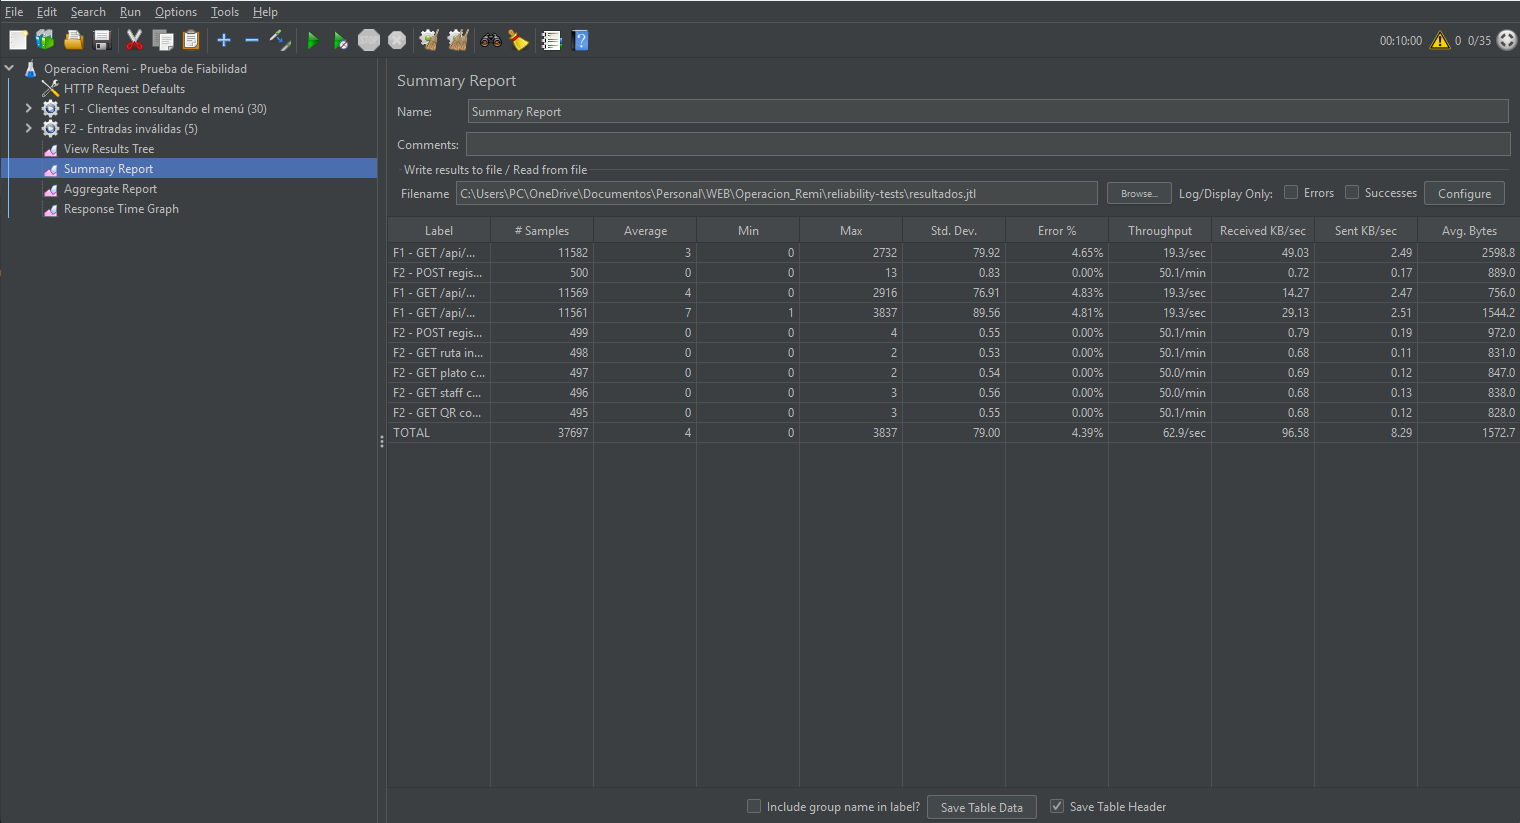 File Edit Search Run Options Tools Help
00:10:00 0 0/35
Operacion Remi - Prueba de Fiabilidad
HTTP Request Defaults
F1 - Clientes consultando el menú (30)
F2 - Entradas inválidas (5)
View Results Tree
Summary Report
Aggregate Report
Response Time Graph
Summary Report
Name: Summary Report
Comments:
Write results to file / Read from file
Filename C:\Users\PC\OneDrive\Documentos\Personal\WEB\Operacion_Remi\reliability-tests\resultados.jtl Browse... Log/Display Only: Errors Successes Configure
Label # Samples Average Min Max Std. Dev. Error % Throughput Received KB/sec Sent KB/sec Avg. Bytes
F1 - GET /api/... 11582 3 0 2732 79.92 4.65% 19.3/sec 49.03 2.49 2598.8
F2 - POST regis... 500 0 0 13 0.83 0.00% 50.1/min 0.72 0.17 889.0
F1 - GET /api/... 11569 4 0 2916 76.91 4.83% 19.3/sec 14.27 2.47 756.0
F1 - GET /api/... 11561 7 1 3837 89.56 4.81% 19.3/sec 29.13 2.51 1544.2
F2 - POST regis... 499 0 0 4 0.55 0.00% 50.1/min 0.79 0.19 972.0
F2 - GET ruta in... 498 0 0 2 0.53 0.00% 50.1/min 0.68 0.11 831.0
F2 - GET plato c... 497 0 0 2 0.54 0.00% 50.0/min 0.69 0.12 847.0
F2 - GET staff c... 496 0 0 3 0.56 0.00% 50.0/min 0.68 0.13 838.0
F2 - GET QR co... 495 0 0 3 0.55 0.00% 50.1/min 0.68 0.12 828.0
TOTAL 37697 4 0 3837 79.00 4.39% 62.9/sec 96.58 8.29 1572.7
Include group name in label? Save Table Data Save Table Header